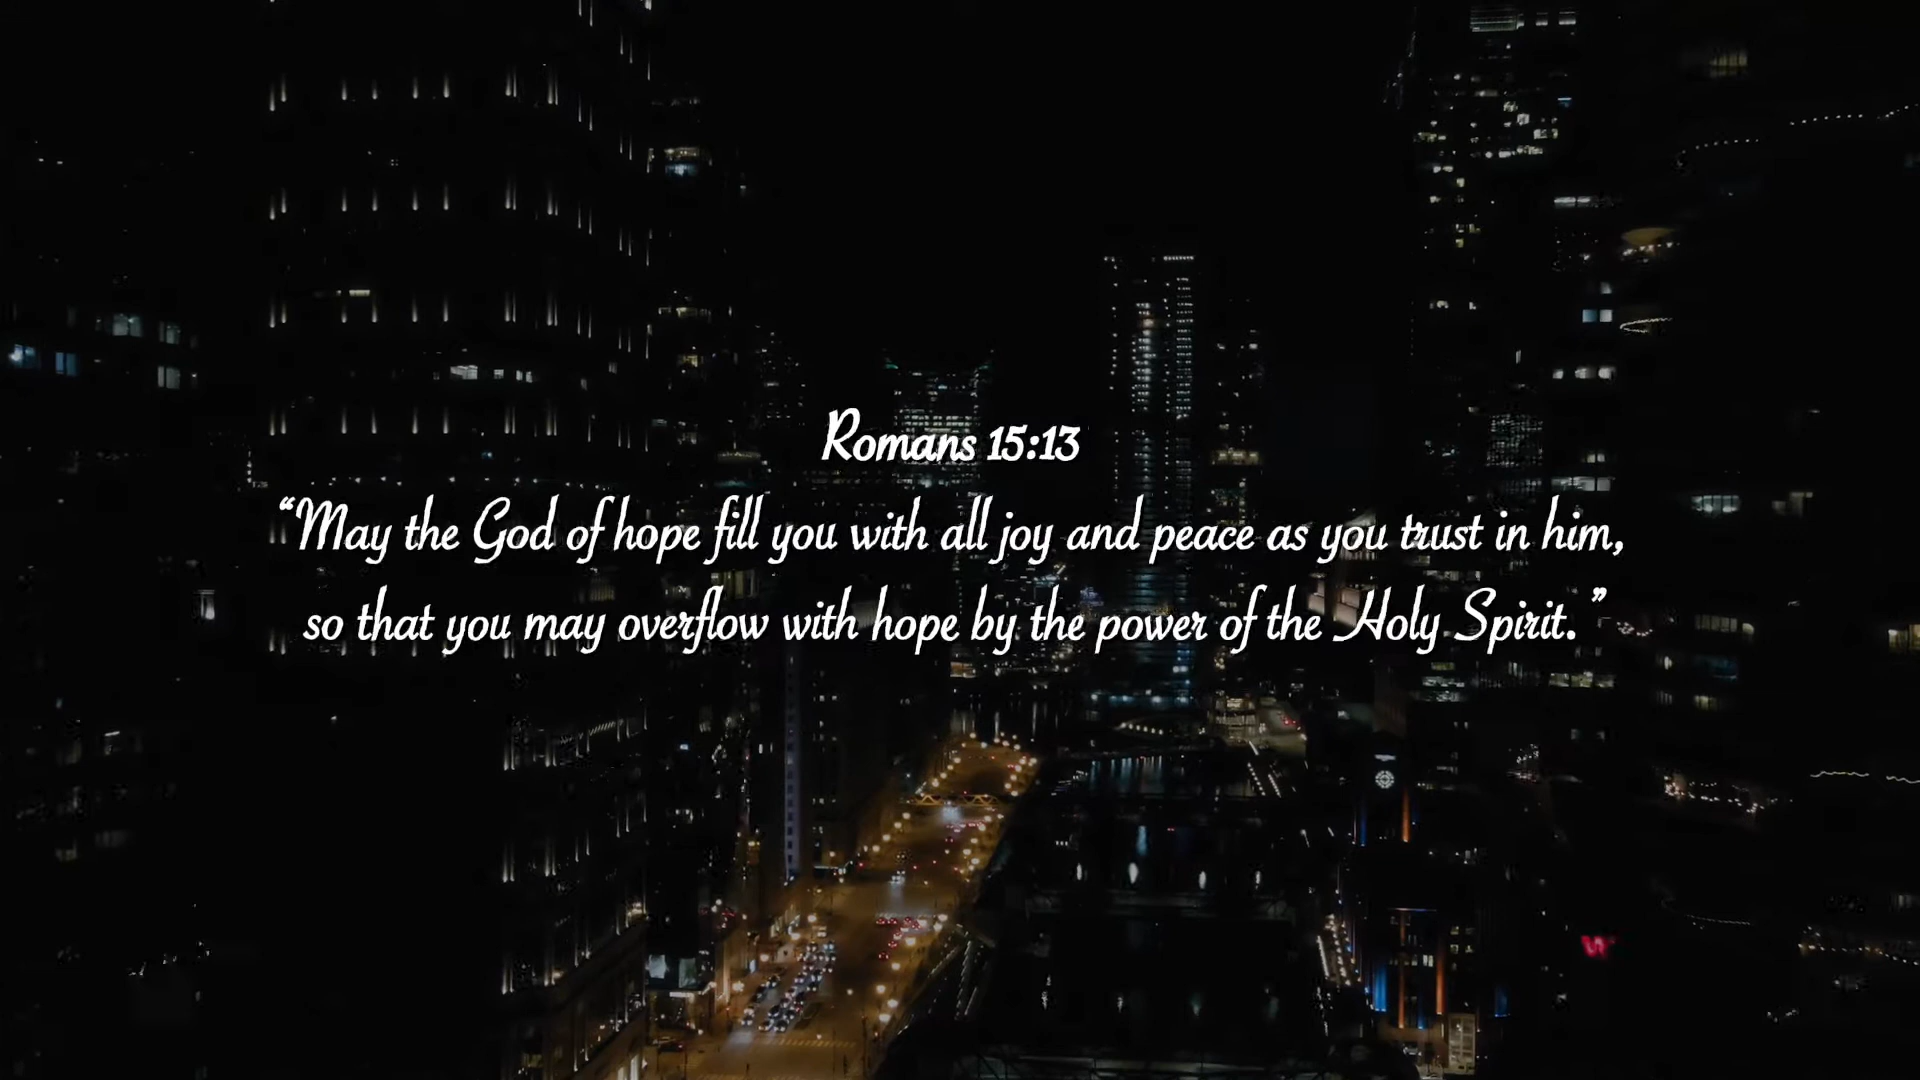 Romans 15:13
“May the God of hope fill you with all joy and peace as you trust in him,
so that you may overflow with hope by the power of the Holy Spirit.”
W